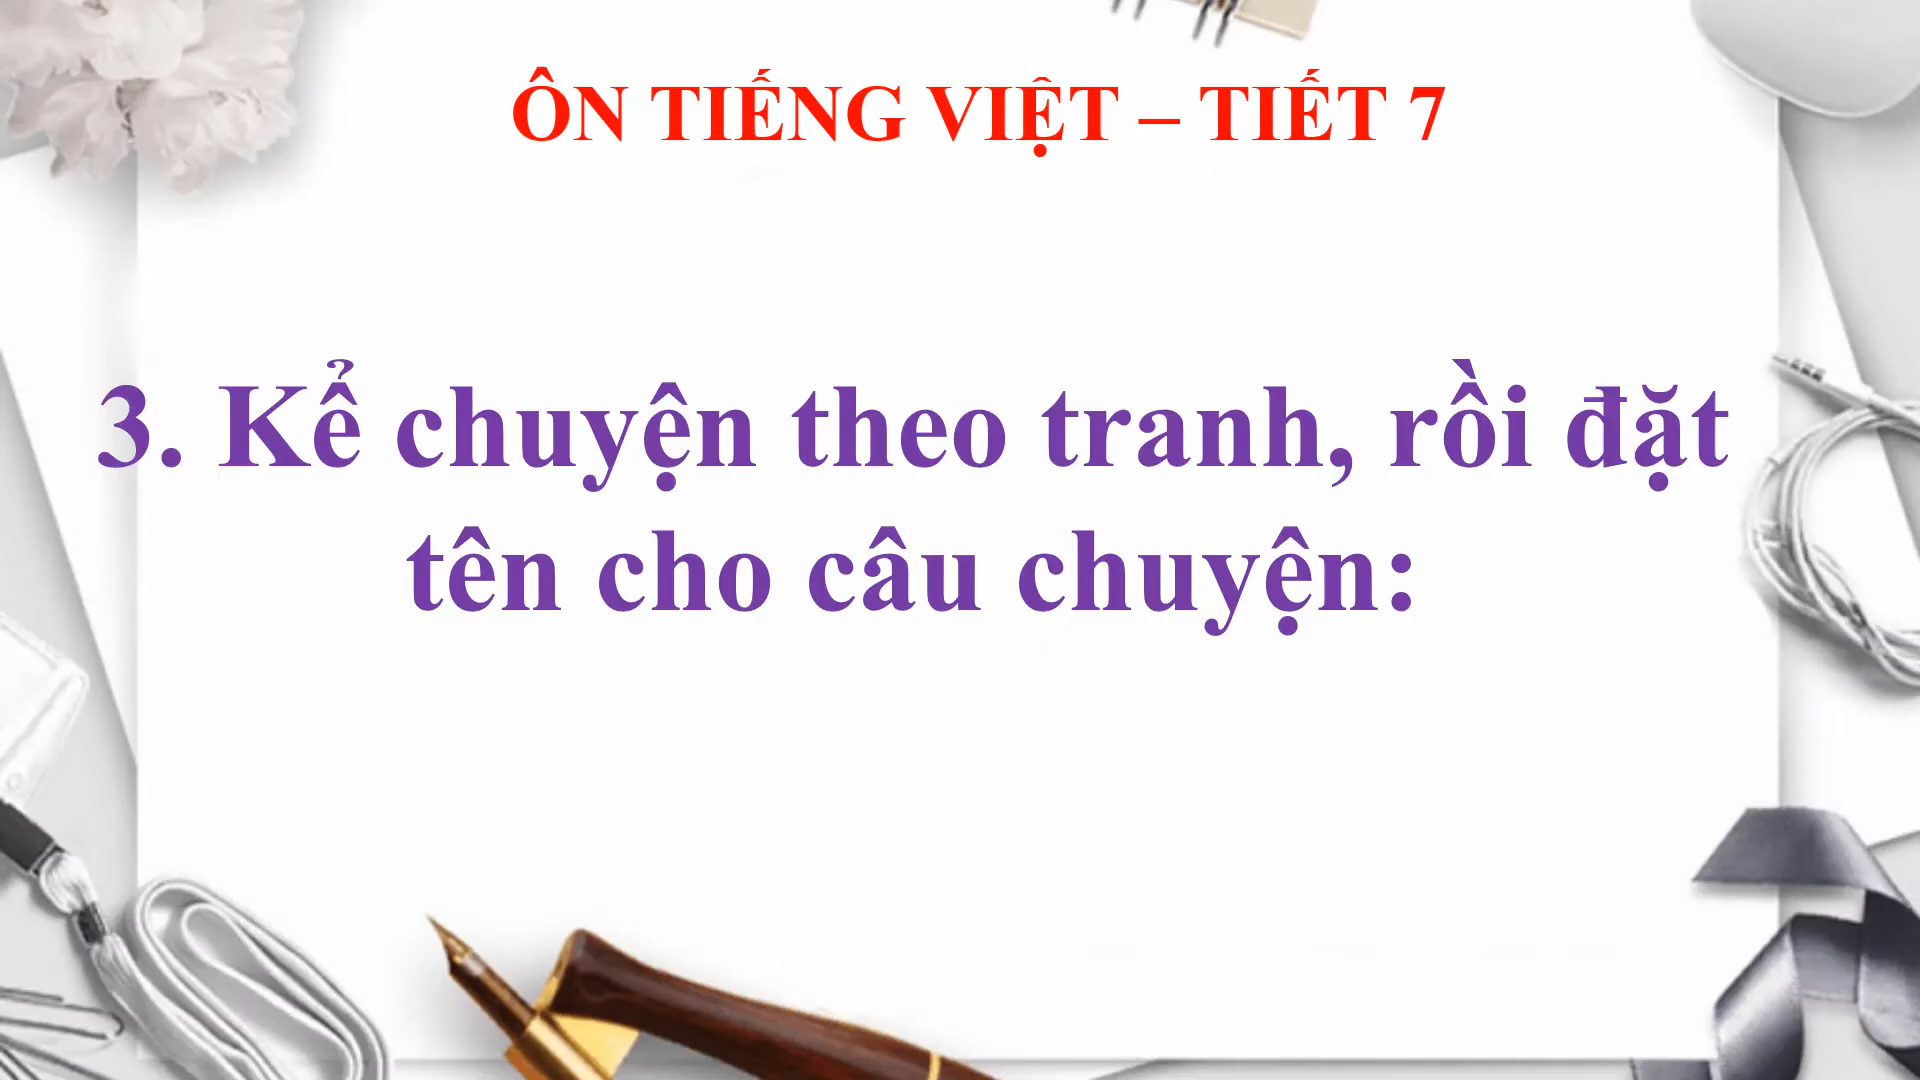 ÔN TIẾNG VIỆT – TIẾT 7
3. Kể chuyện theo tranh, rồi đặt
tên cho câu chuyện: